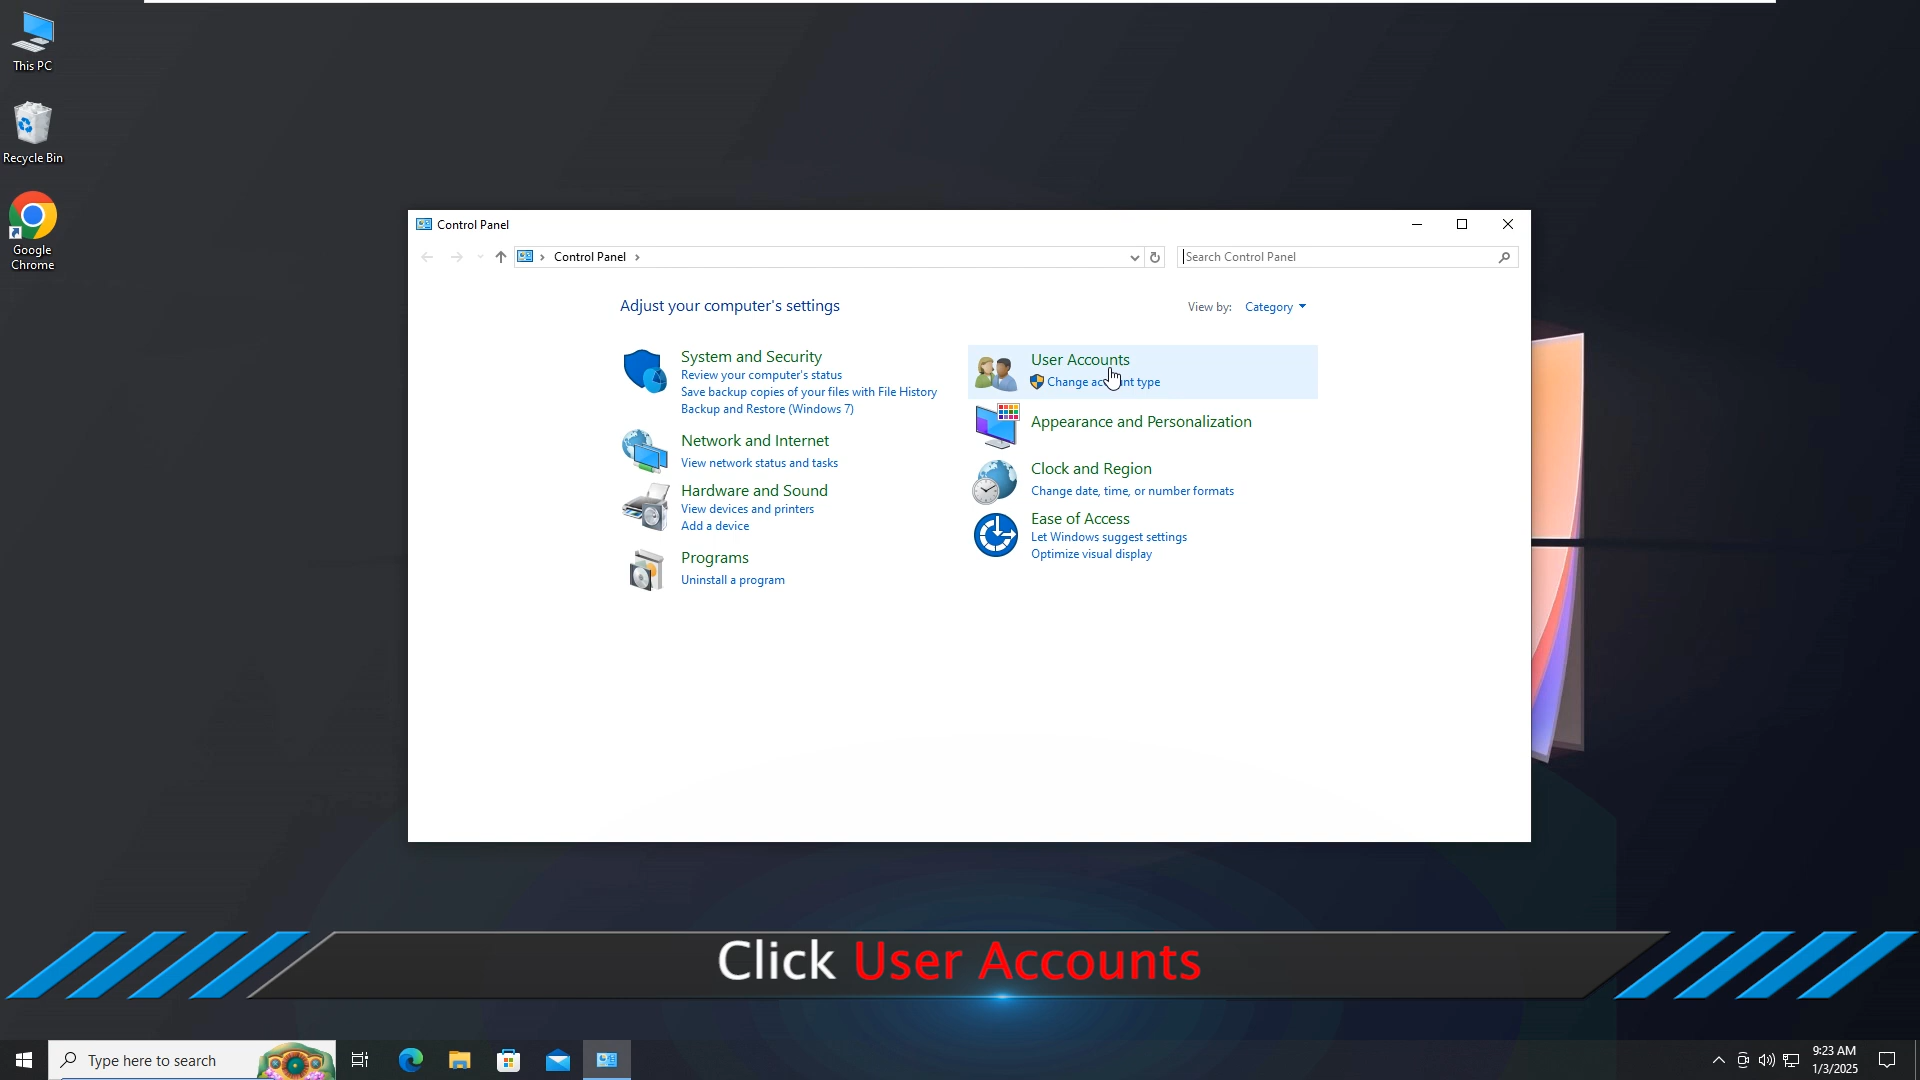 This PC
Recycle Bin
Google
Chrome
Control Panel
Control Panel
Search Control Panel
Adjust your computer's settings
View by: Category
System and Security
Review your computer's status
Save backup copies of your files with File History
Backup and Restore (Windows 7)
Network and Internet
View network status and tasks
Hardware and Sound
View devices and printers
Add a device
Programs
Uninstall a program
User Accounts
Change account type
Appearance and Personalization
Clock and Region
Change date, time, or number formats
Ease of Access
Let Windows suggest settings
Optimize visual display
Click User Accounts
Type here to search
9:23 AM
1/3/2025